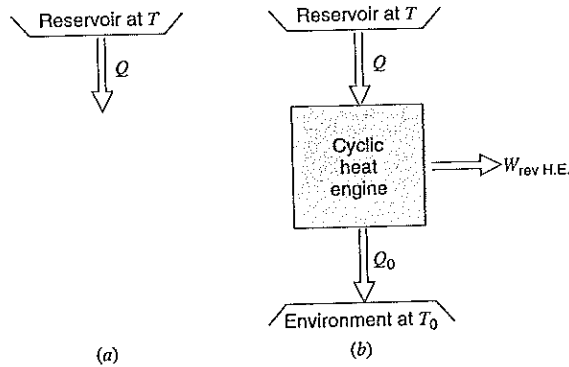 Reservoir at T
Q
(a)
Reservoir at T
Q
Cyclic
heat
engine
W_rev H.E.
Q_0
Environment at T_0
(b)